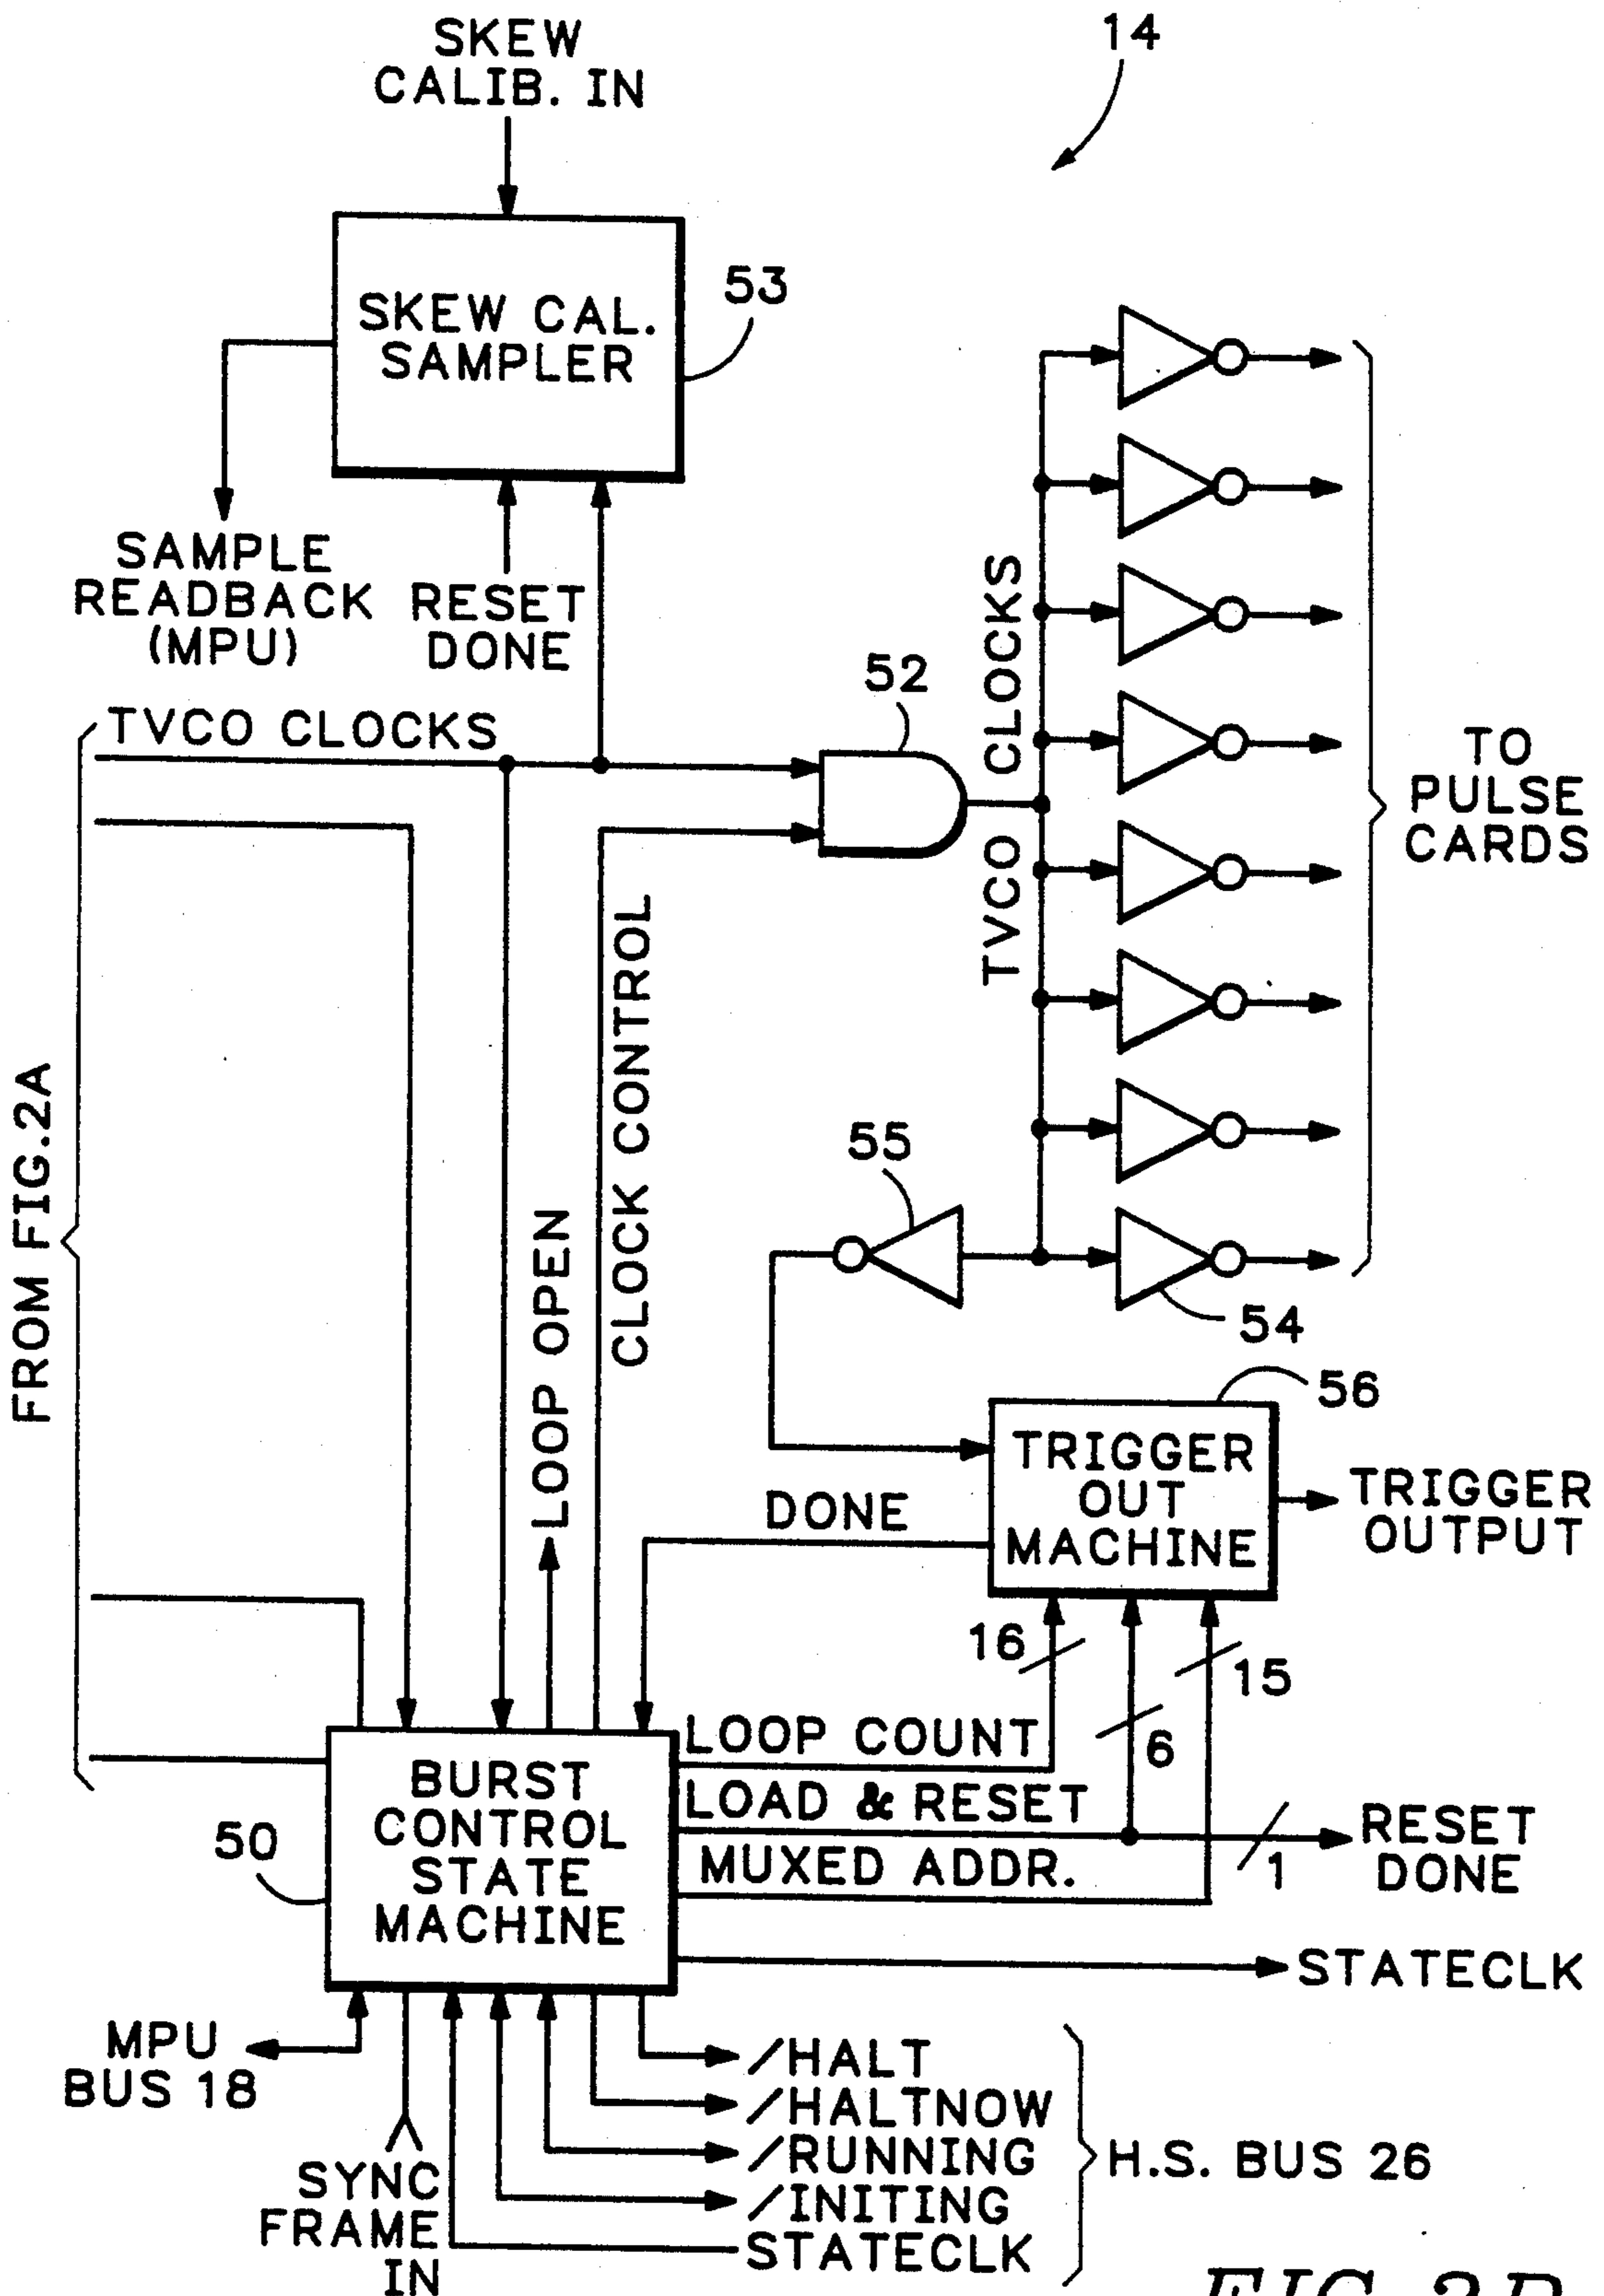 SKEW
CALIB. IN
14
SKEW CAL.
SAMPLER
53
SAMPLE
READBACK
(MPU)
RESET
DONE
TVCO CLOCKS
52
TVCO CLOCKS
TO
PULSE
CARDS
FROM FIG.2A
LOOP OPEN
CLOCK CONTROL
55
54
56
TRIGGER
OUT
MACHINE
TRIGGER
OUTPUT
DONE
16
15
6
LOOP COUNT
LOAD & RESET
MUXED ADDR.
1
RESET
DONE
BURST
CONTROL
STATE
MACHINE
50
STATECLK
MPU
BUS 18
SYNC
FRAME
IN
/HALT
/HALTNOW
/RUNNING
/INITING
STATECLK
H.S. BUS 26